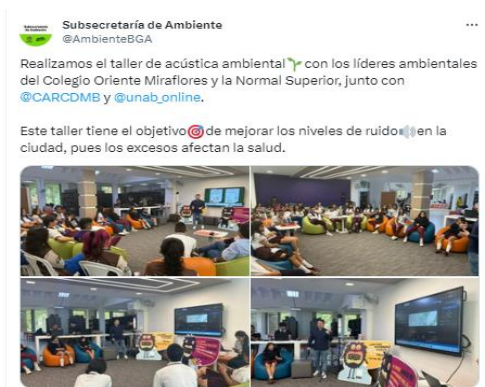 Subsecretaría de Ambiente
@AmbienteBGA
Realizamos el taller de acústica ambiental🌱con los líderes ambientales
del Colegio Oriente Miraflores y la Normal Superior, junto con
@CARCDMB y @unab_online.
Este taller tiene el objetivo🎯de mejorar los niveles de ruido🔊en la
ciudad, pues los excesos afectan la salud.